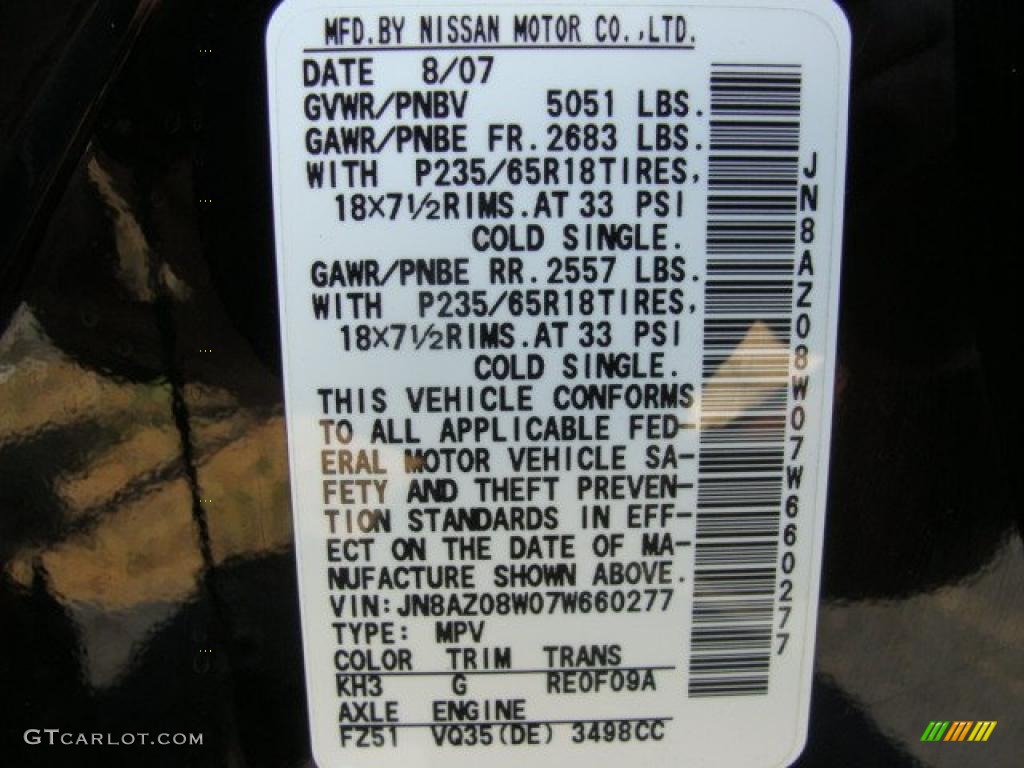 MFD.BY NISSAN MOTOR CO.,LTD.
DATE 8/07
GVWR/PNBV 5051 LBS.
GAWR/PNBE FR.2683 LBS.
WITH P235/65R18TIRES,
18X7½RIMS.AT 33 PSI
COLD SINGLE.
GAWR/PNBE RR.2557 LBS.
WITH P235/65R18TIRES,
18X7½RIMS.AT 33 PSI
COLD SINGLE.
THIS VEHICLE CONFORMS
TO ALL APPLICABLE FED-
ERAL MOTOR VEHICLE SA-
FETY AND THEFT PREVEN-
TION STANDARDS IN EFF-
ECT ON THE DATE OF MA-
NUFACTURE SHOWN ABOVE.
VIN:JN8AZ08W07W660277
TYPE: MPV
COLOR TRIM TRANS
KH3 G RE0F09A
AXLE ENGINE
FZ51 VQ35(DE) 3498CC
JN8AZ08W07W660277
GTCARLOT.COM